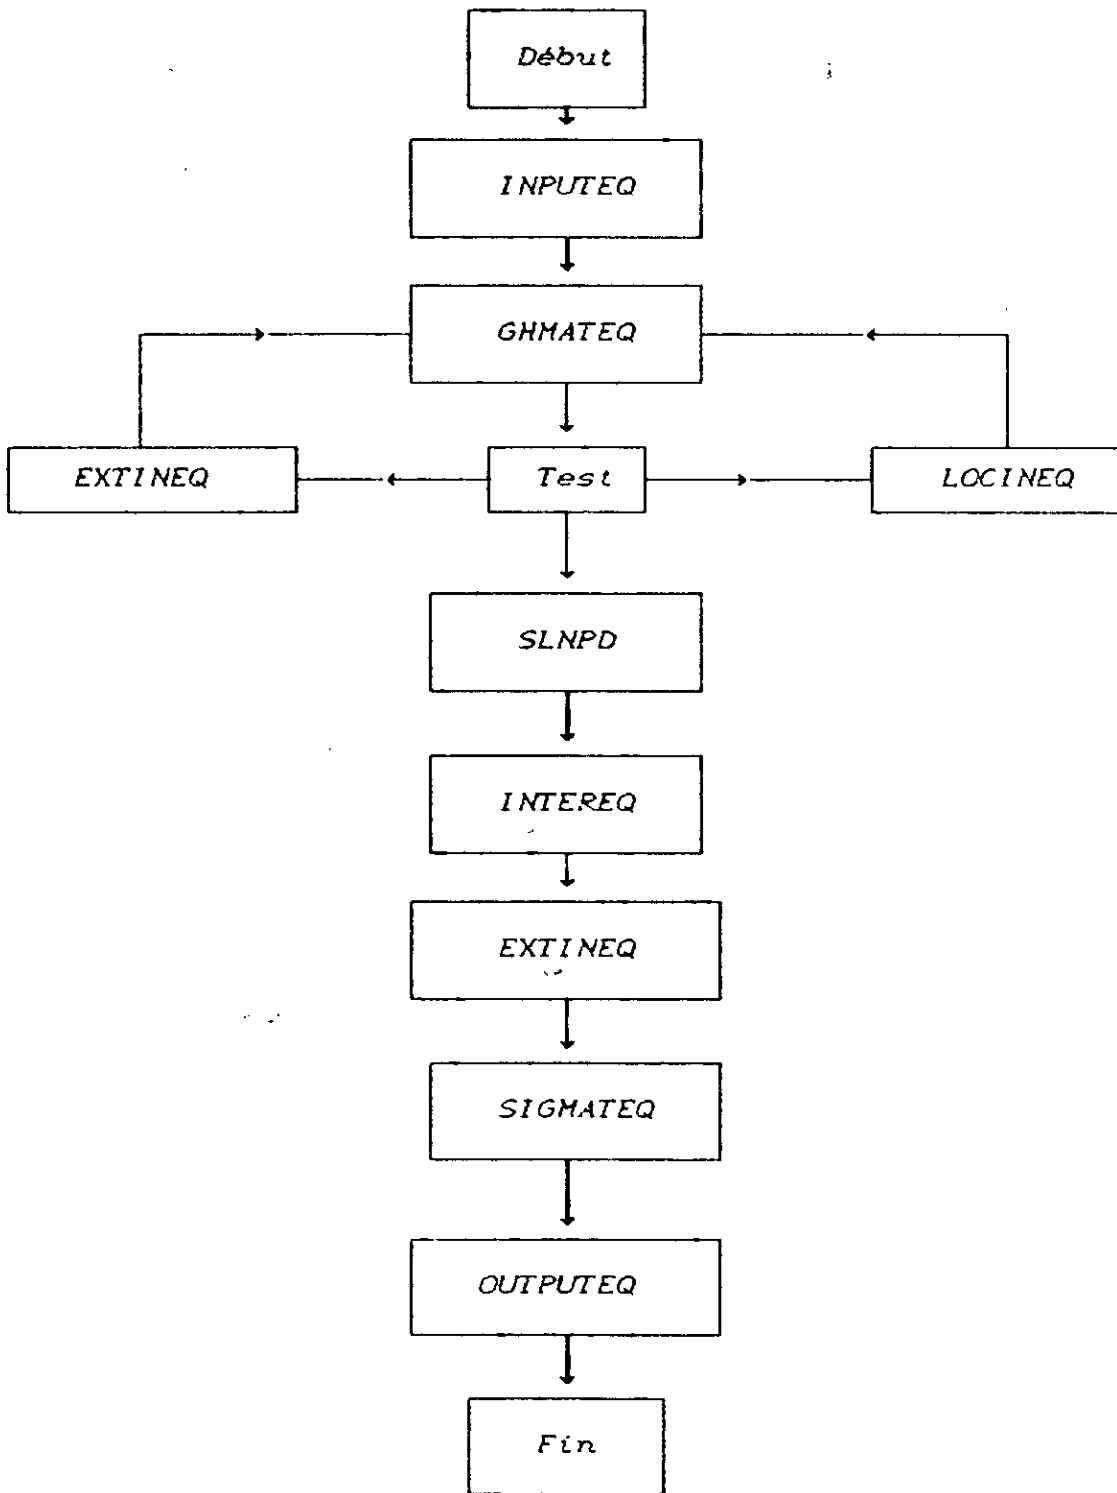 Début
INPUTEQ
GHMATEQ
EXTINEQ
Test
LOCINEQ
SLNPD
INTEREQ
EXTINEQ
SIGMATEQ
OUTPUTEQ
Fin